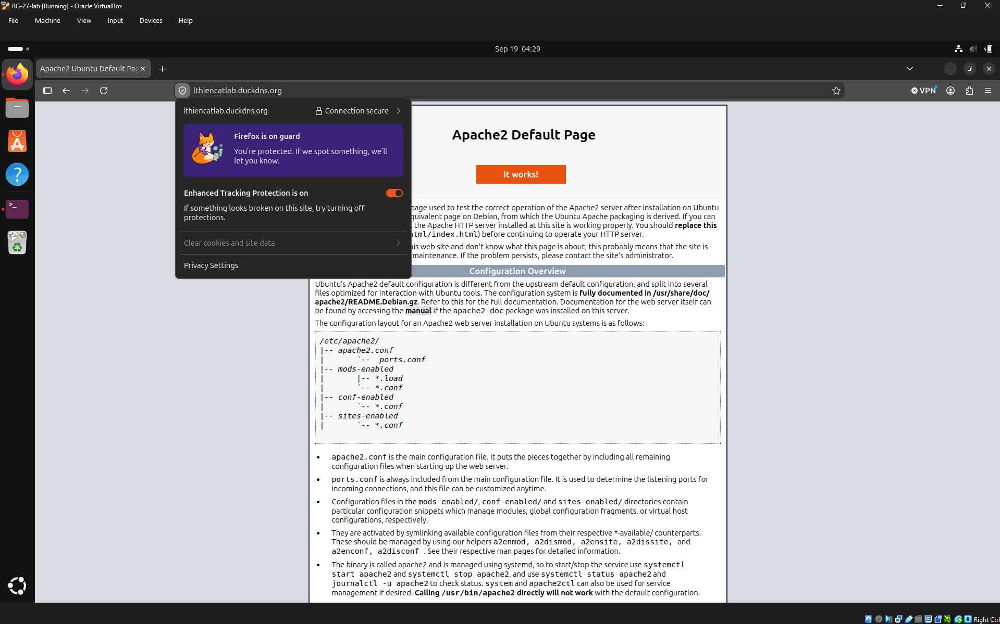 RG-27-lab [Running] - Oracle VirtualBox
File Machine View Input Devices Help
Sep 19 04:29
Apache2 Ubuntu Default Pag
lthiencatlab.duckdns.org
VPN
lthiencatlab.duckdns.org
Connection secure
Firefox is on guard
You're protected. If we spot something, we'll
let you know.
Enhanced Tracking Protection is on
If something looks broken on this site, try turning off
protections.
Clear cookies and site data
Privacy Settings
Apache2 Default Page
It works!
page used to test the correct operation of the Apache2 server after installation on Ubuntu
quivalent page on Debian, from which the Ubuntu Apache packaging is derived. If you can
the Apache HTTP server installed at this site is working properly. You should replace this
tml/index.html) before continuing to operate your HTTP server.
is web site and don't know what this page is about, this probably means that the site is
maintenance. If the problem persists, please contact the site's administrator.
Configuration Overview
Ubuntu's Apache2 default configuration is different from the upstream default configuration, and split into several
files optimized for interaction with Ubuntu tools. The configuration system is fully documented in /usr/share/doc/
apache2/README.Debian.gz. Refer to this for the full documentation. Documentation for the web server itself can
be found by accessing the manual if the apache2-doc package was installed on this server.
The configuration layout for an Apache2 web server installation on Ubuntu systems is as follows:
/etc/apache2/
|-- apache2.conf
|       `--  ports.conf
|-- mods-enabled
|       |-- *.load
|       `-- *.conf
|-- conf-enabled
|       `-- *.conf
|-- sites-enabled
|       `-- *.conf
• apache2.conf is the main configuration file. It puts the pieces together by including all remaining
configuration files when starting up the web server.
• ports.conf is always included from the main configuration file. It is used to determine the listening ports for
incoming connections, and this file can be customized anytime.
• Configuration files in the mods-enabled/, conf-enabled/ and sites-enabled/ directories contain
particular configuration snippets which manage modules, global configuration fragments, or virtual host
configurations, respectively.
• They are activated by symlinking available configuration files from their respective *-available/ counterparts.
These should be managed by using our helpers a2enmod, a2dismod, a2ensite, a2dissite, and
a2enconf, a2disconf . See their respective man pages for detailed information.
• The binary is called apache2 and is managed using systemd, so to start/stop the service use systemctl
start apache2 and systemctl stop apache2, and use systemctl status apache2 and
journalctl -u apache2 to check status. system and apache2ctl can also be used for service
management if desired. Calling /usr/bin/apache2 directly will not work with the default configuration.
Right Ctrl